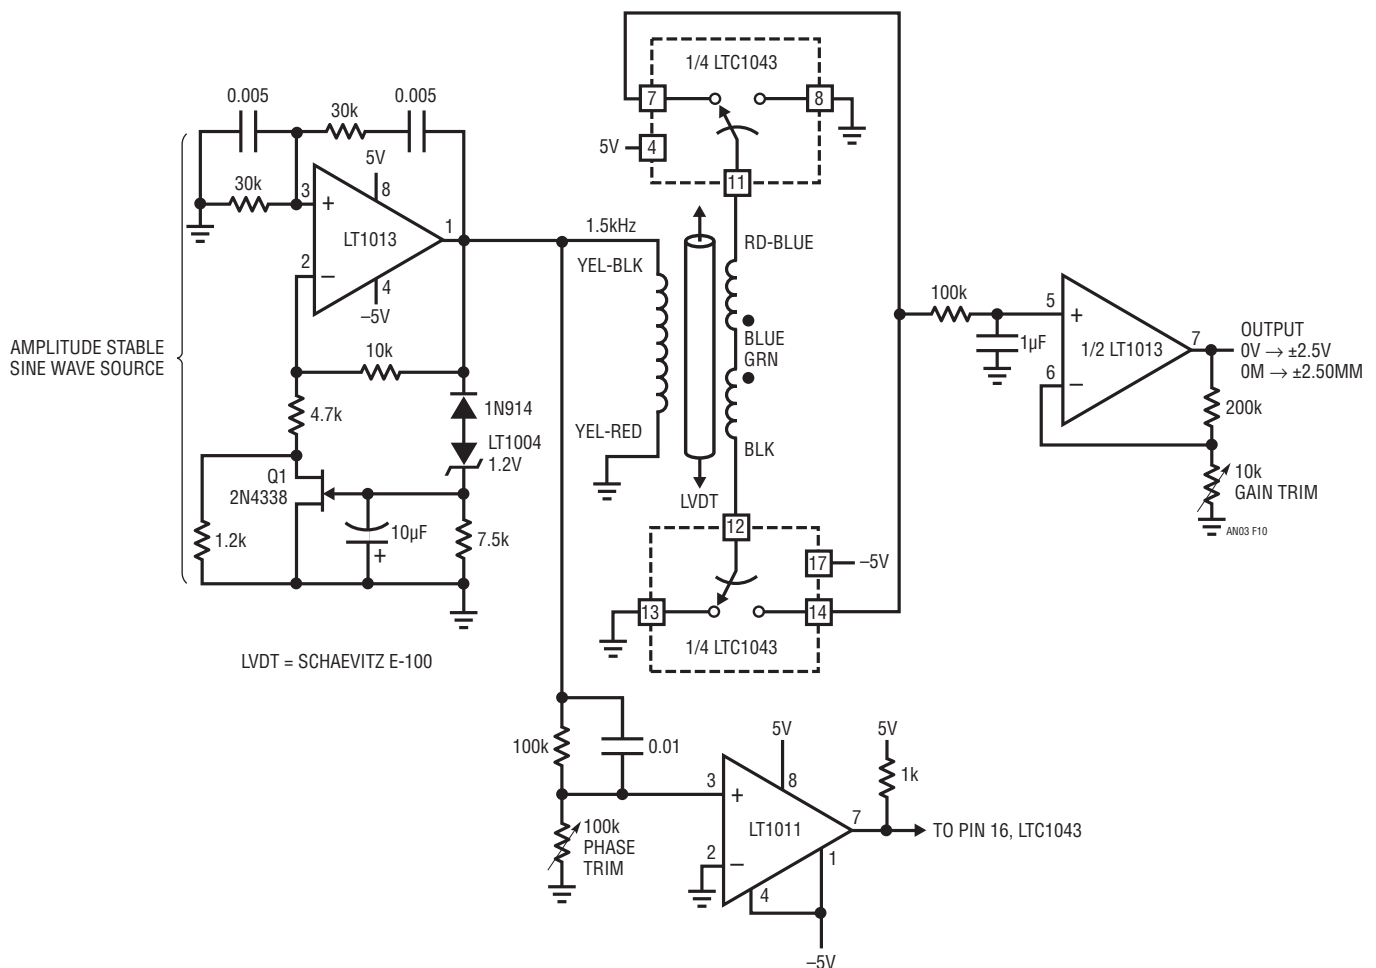 1/4 LTC1043
7
8
5V
4
11
0.005
30k
0.005
30k
5V
3
8
+
LT1013
1
2
–
4
–5V
AMPLITUDE STABLE
SINE WAVE SOURCE
10k
4.7k
1N914
LT1004
1.2V
Q1
2N4338
10µF
+
1.2k
7.5k
LVDT = SCHAEVITZ E-100
1.5kHz
YEL-BLK
YEL-RED
RD-BLUE
BLUE
GRN
BLK
LVDT
12
17
–5V
13
14
1/4 LTC1043
100k
1µF
5
+
1/2 LT1013
7
6
–
OUTPUT
0V → ±2.5V
0M → ±2.50MM
200k
10k
GAIN TRIM
AN03 F10
100k
0.01
100k
PHASE
TRIM
5V
8
3
+
LT1011
7
2
–
1
4
–5V
5V
1k
TO PIN 16, LTC1043